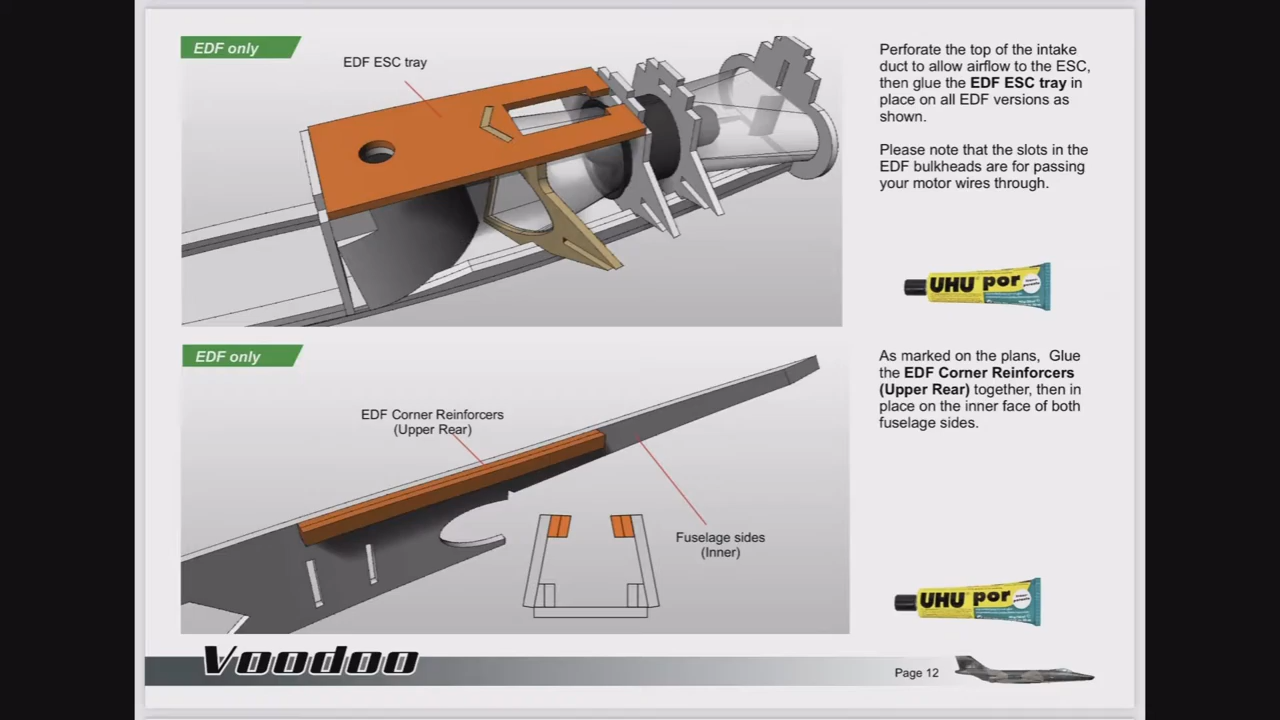 EDF only
EDF ESC tray
Perforate the top of the intake
duct to allow airflow to the ESC,
then glue the EDF ESC tray in
place on all EDF versions as
shown.
Please note that the slots in the
EDF bulkheads are for passing
your motor wires through.
UHU por
EDF only
EDF Corner Reinforcers
(Upper Rear)
Fuselage sides
(Inner)
As marked on the plans,  Glue
the EDF Corner Reinforcers
(Upper Rear) together, then in
place on the inner face of both
fuselage sides.
UHU por
Voodoo
Page 12